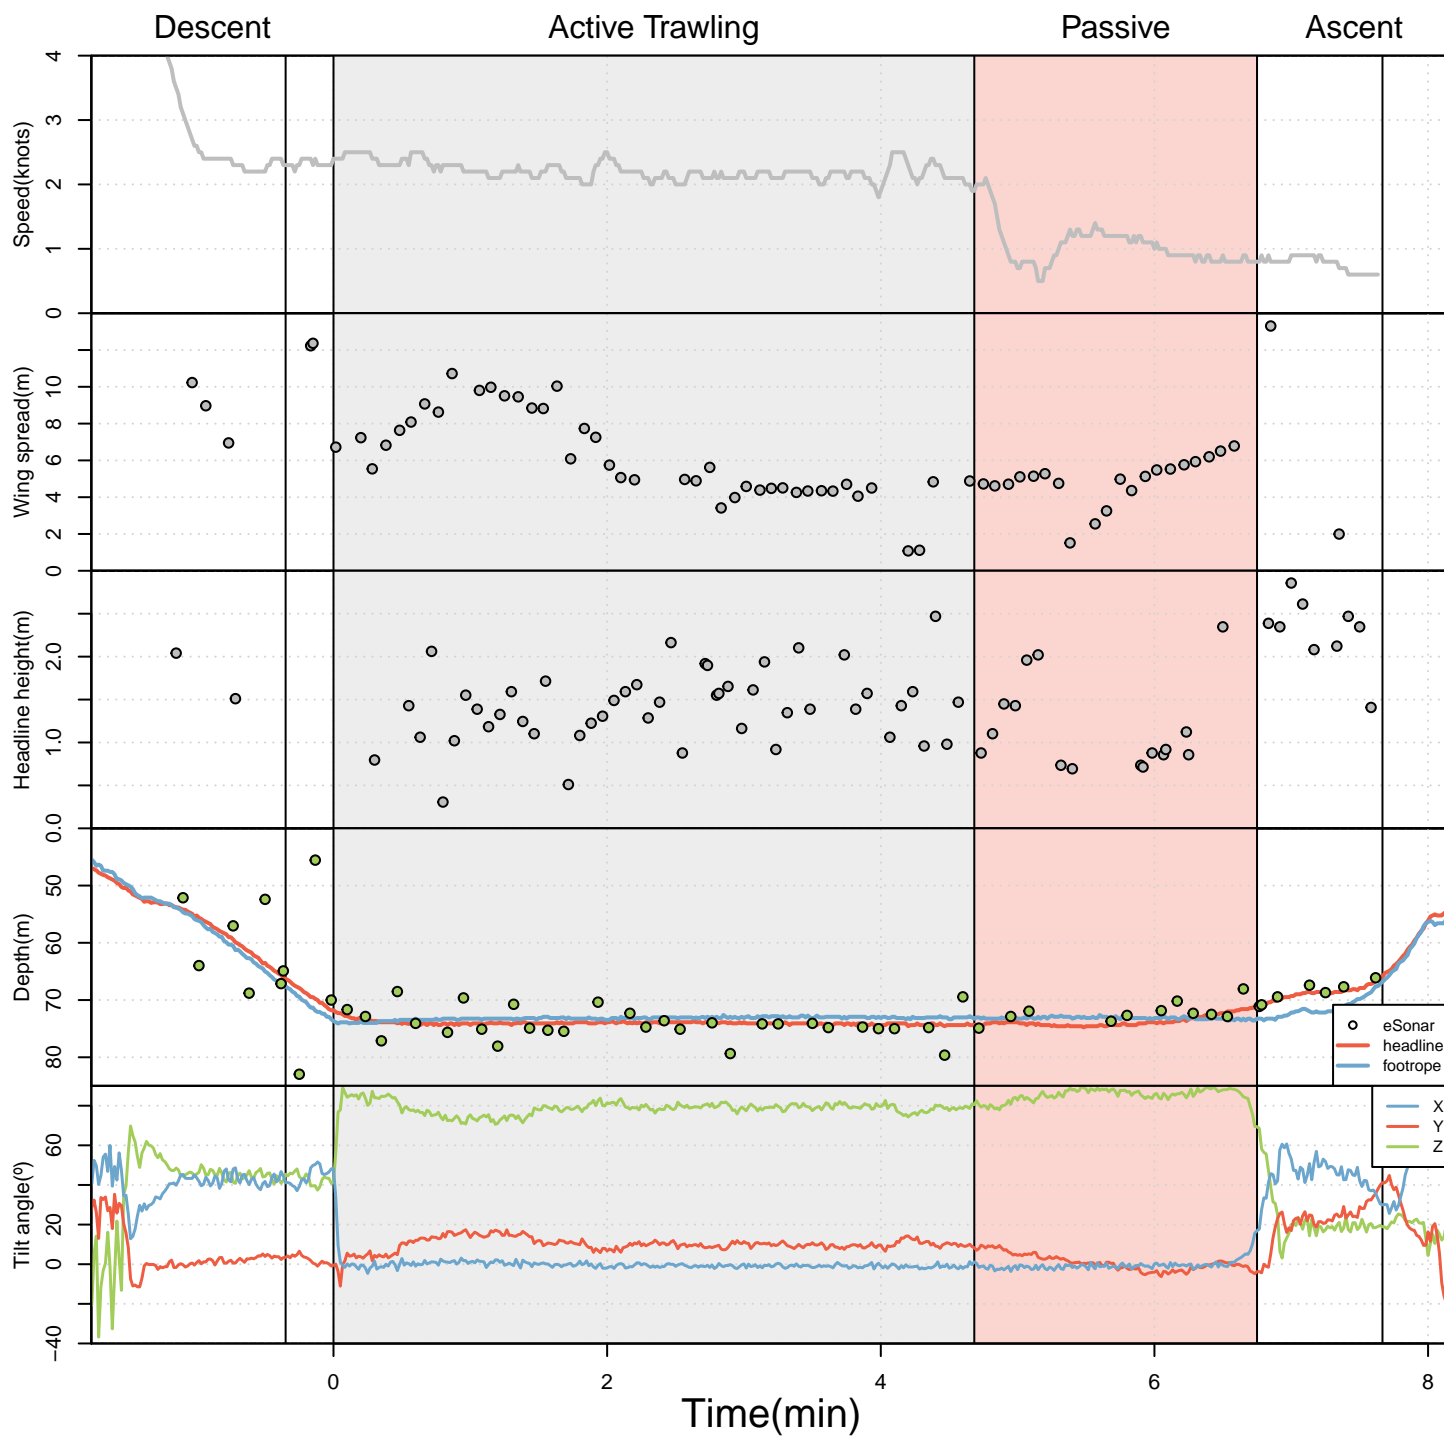 Descent Active Trawling Passive Ascent
Speed(knots)
4
3
2
1
0
Wing spread(m)
10
8
6
4
2
0
Headline height(m)
2.0
1.0
0.0
Depth(m)
50
60
70
80
eSonar
headline
footrope
Tilt angle(º)
60
20
0
−40
X
Y
Z
0 2 4 6 8
Time(min)